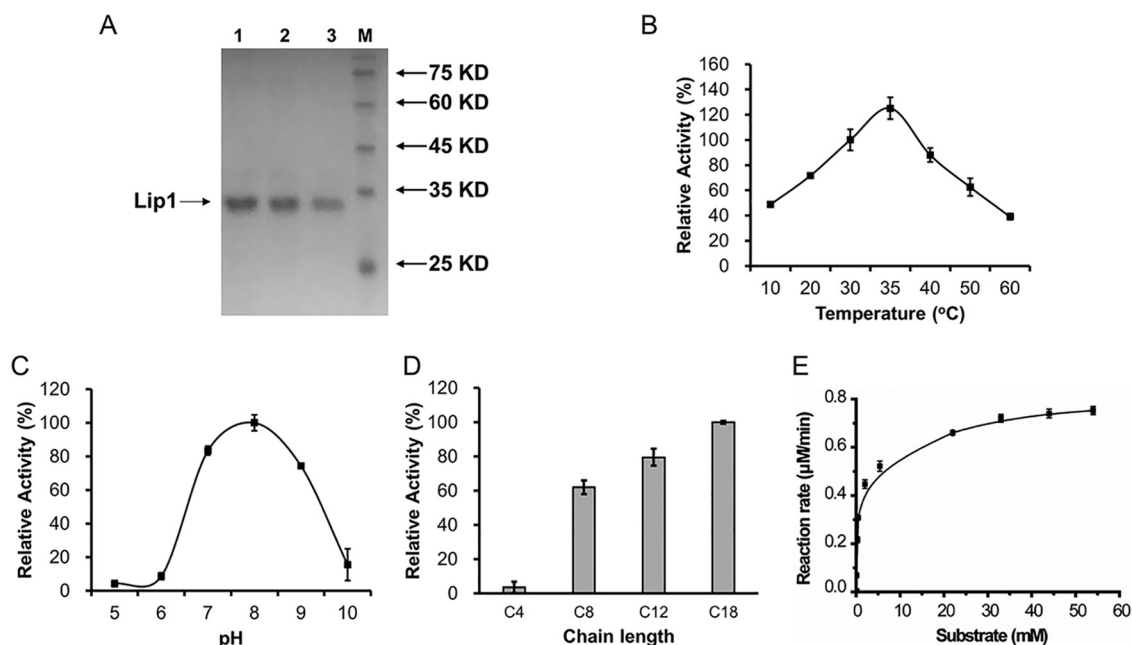 A
1 2 3 M
75 KD
60 KD
45 KD
35 KD
Lip1
25 KD
B
Relative Activity (%)
160
140
120
100
80
60
40
20
0
10 20 30 35 40 50 60
Temperature (ºC)
C
Relative Activity (%)
120
100
80
60
40
20
0
5 6 7 8 9 10
pH
D
Relative Activity (%)
120
100
80
60
40
20
0
C4 C8 C12 C18
Chain length
E
Reaction rate (μM/min)
0.8
0.6
0.4
0.2
0.0
0 10 20 30 40 50 60
Substrate (mM)